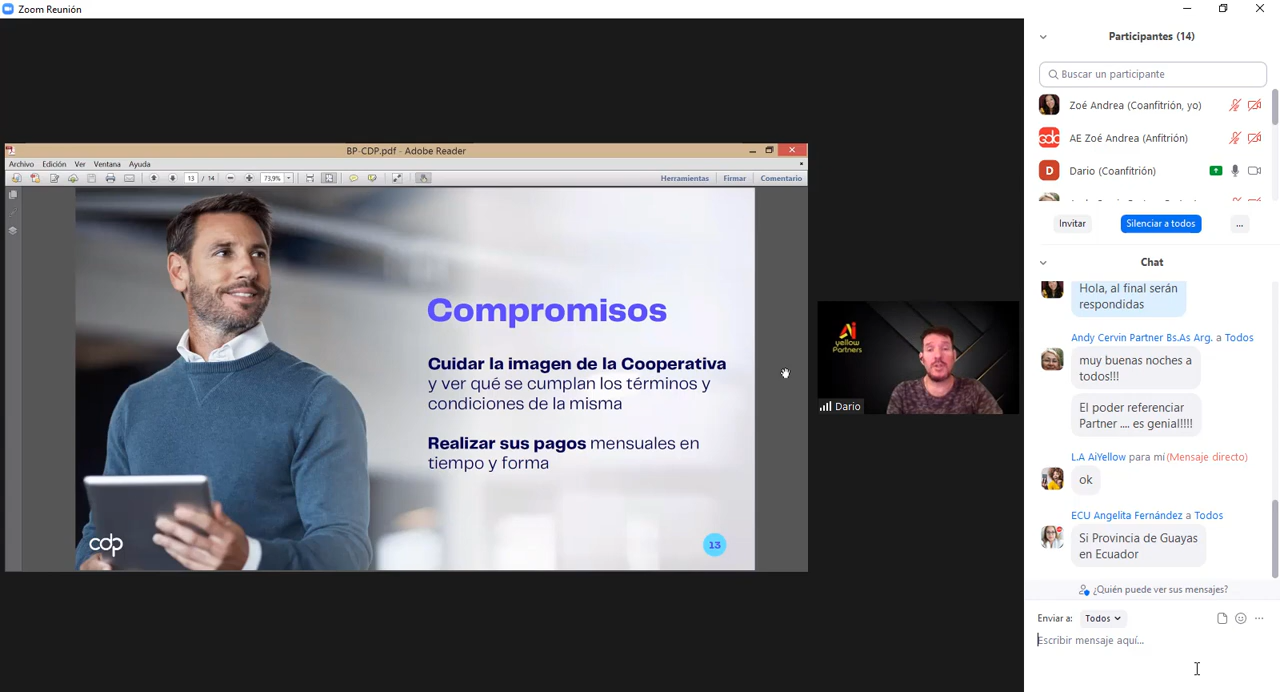 Zoom Reunión
BP-CDP.pdf - Adobe Reader
Archivo Edición Ver Ventana Ayuda
13 / 14 73,9% Herramientas Firmar Comentario
Compromisos
Cuidar la imagen de la Cooperativa
y ver qué se cumplan los términos y
condiciones de la misma
Realizar sus pagos mensuales en
tiempo y forma
cdp
13
Ai
yellow
Partners
Dario
Participantes (14)
Buscar un participante
Zoé Andrea (Coanfitrión, yo)
cdp
AE Zoé Andrea (Anfitrión)
D
Dario (Coanfitrión)
Invitar
Silenciar a todos
...
Chat
Hola, al final serán
respondidas
Andy Cervin Partner Bs.As Arg. a Todos
muy buenas noches a
todos!!!
El poder referenciar
Partner .... es genial!!!!
L.A AiYellow para mí(Mensaje directo)
ok
ECU Angelita Fernández a Todos
Si Provincia de Guayas
en Ecuador
¿Quién puede ver sus mensajes?
Enviar a: Todos
Escribir mensaje aquí...